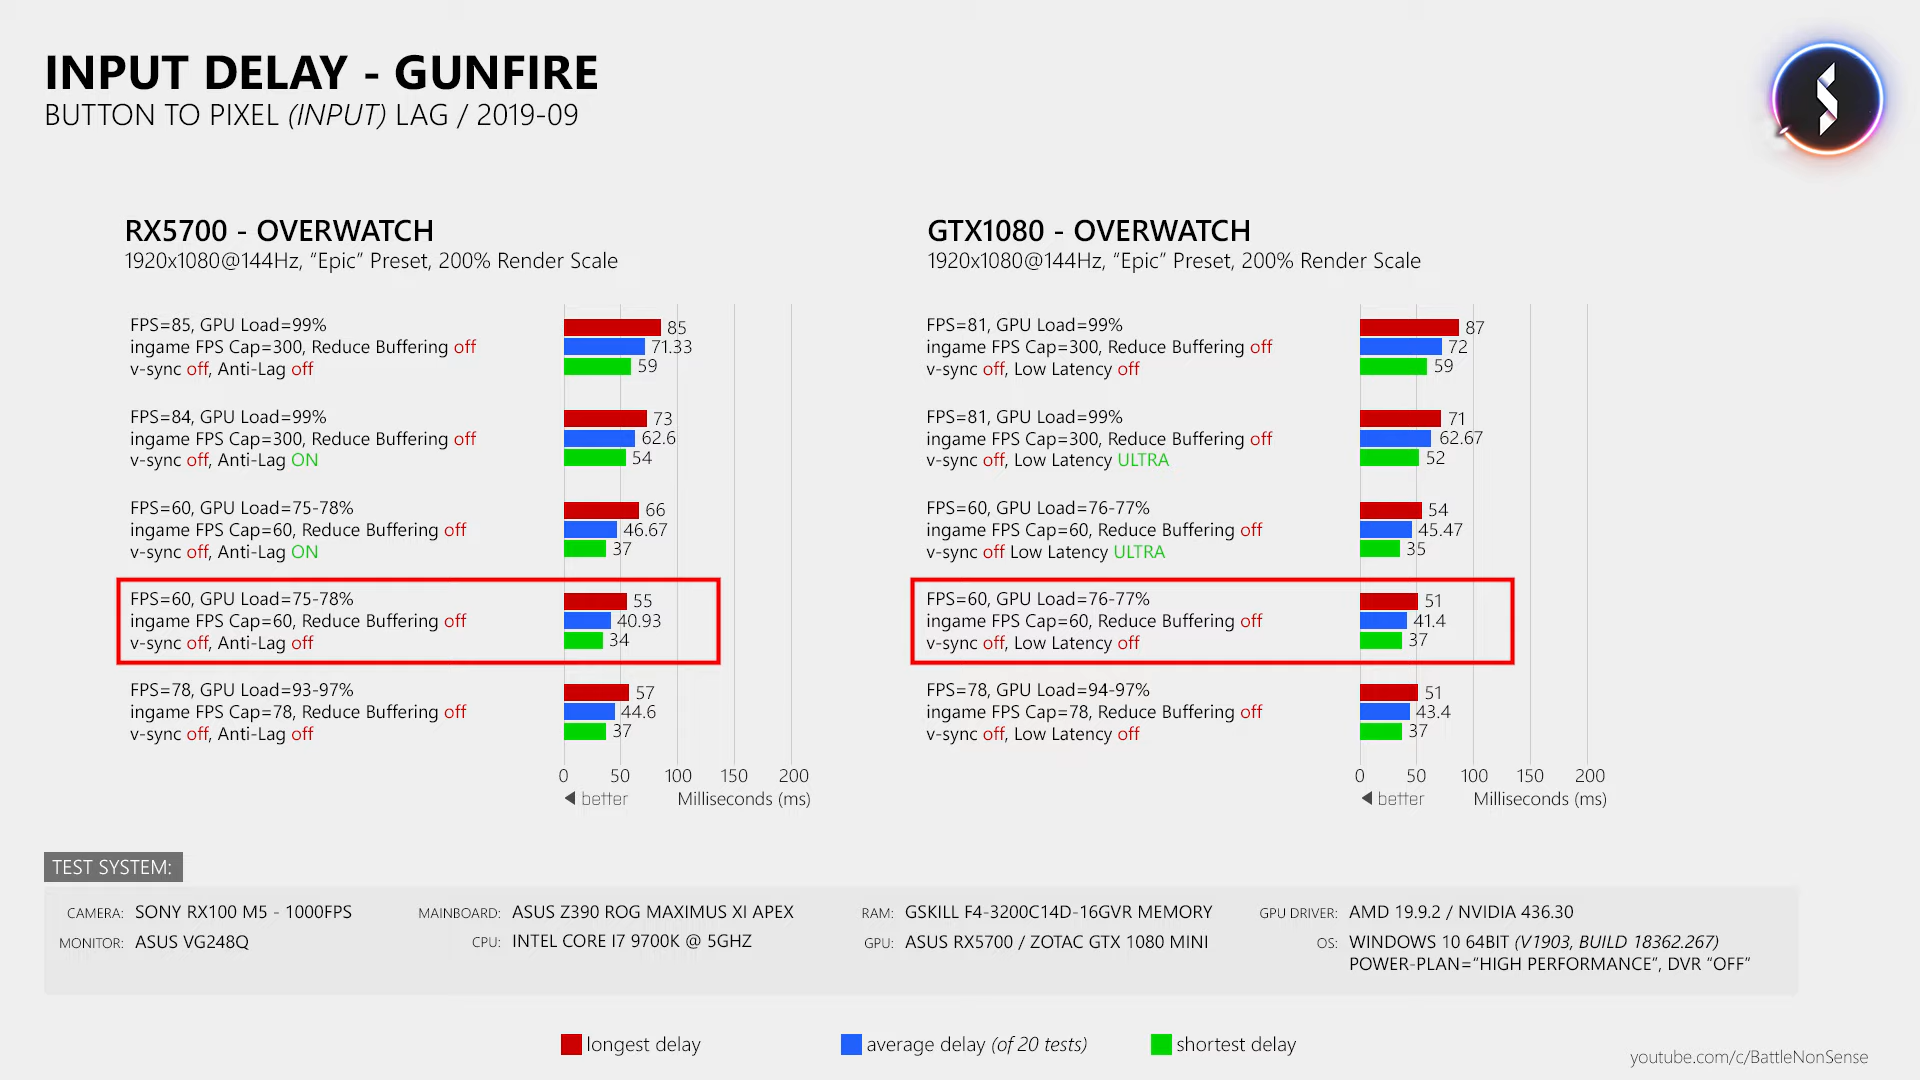 INPUT DELAY - GUNFIRE
BUTTON TO PIXEL (INPUT) LAG / 2019-09
RX5700 - OVERWATCH
1920x1080@144Hz, “Epic” Preset, 200% Render Scale
FPS=85, GPU Load=99%
ingame FPS Cap=300, Reduce Buffering off
v-sync off, Anti-Lag off
85
71.33
59
FPS=84, GPU Load=99%
ingame FPS Cap=300, Reduce Buffering off
v-sync off, Anti-Lag ON
73
62.6
54
FPS=60, GPU Load=75-78%
ingame FPS Cap=60, Reduce Buffering off
v-sync off, Anti-Lag ON
66
46.67
37
FPS=60, GPU Load=75-78%
ingame FPS Cap=60, Reduce Buffering off
v-sync off, Anti-Lag off
55
40.93
34
FPS=78, GPU Load=93-97%
ingame FPS Cap=78, Reduce Buffering off
v-sync off, Anti-Lag off
57
44.6
37
0 50 100 150 200
◀ better Milliseconds (ms)
GTX1080 - OVERWATCH
1920x1080@144Hz, “Epic” Preset, 200% Render Scale
FPS=81, GPU Load=99%
ingame FPS Cap=300, Reduce Buffering off
v-sync off, Low Latency off
87
72
59
FPS=81, GPU Load=99%
ingame FPS Cap=300, Reduce Buffering off
v-sync off, Low Latency ULTRA
71
62.67
52
FPS=60, GPU Load=76-77%
ingame FPS Cap=60, Reduce Buffering off
v-sync off Low Latency ULTRA
54
45.47
35
FPS=60, GPU Load=76-77%
ingame FPS Cap=60, Reduce Buffering off
v-sync off, Low Latency off
51
41.4
37
FPS=78, GPU Load=94-97%
ingame FPS Cap=78, Reduce Buffering off
v-sync off, Low Latency off
51
43.4
37
0 50 100 150 200
◀ better Milliseconds (ms)
TEST SYSTEM:
CAMERA: SONY RX100 M5 - 1000FPS
MONITOR: ASUS VG248Q
MAINBOARD: ASUS Z390 ROG MAXIMUS XI APEX
CPU: INTEL CORE I7 9700K @ 5GHZ
RAM: GSKILL F4-3200C14D-16GVR MEMORY
GPU: ASUS RX5700 / ZOTAC GTX 1080 MINI
GPU DRIVER: AMD 19.9.2 / NVIDIA 436.30
OS: WINDOWS 10 64BIT (V1903, BUILD 18362.267)
POWER-PLAN=“HIGH PERFORMANCE”, DVR “OFF”
longest delay
average delay (of 20 tests)
shortest delay
youtube.com/c/BattleNonSense